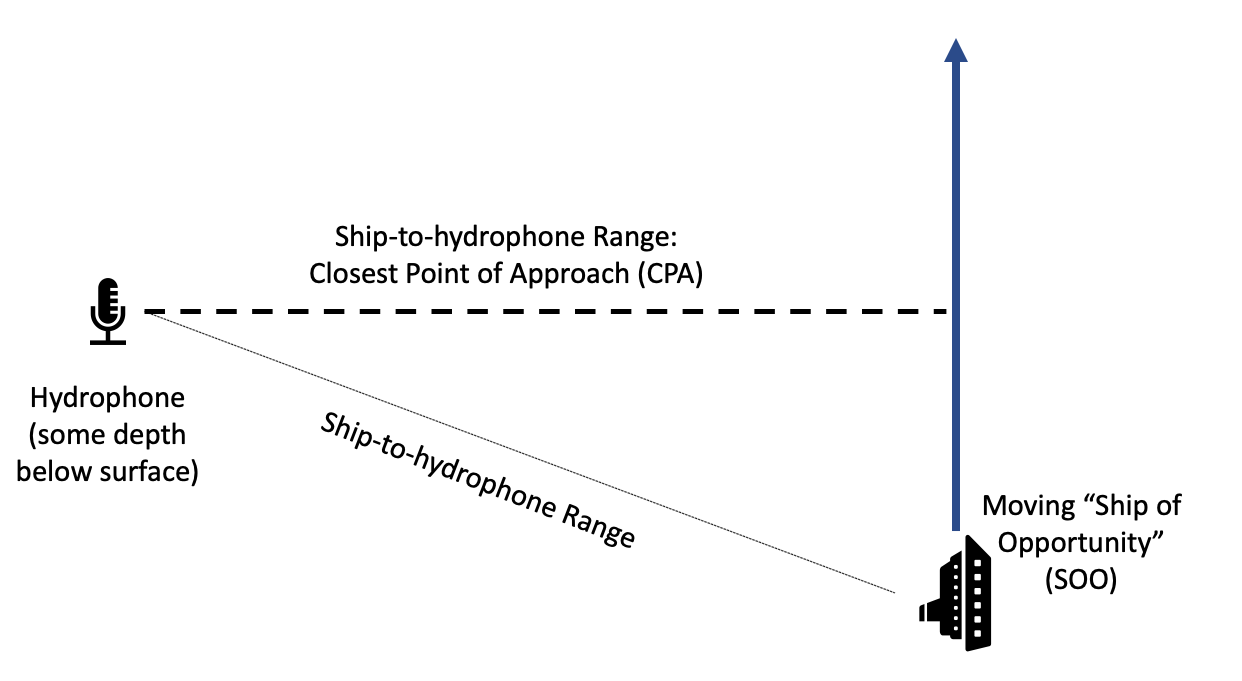 Ship-to-hydrophone Range:
Closest Point of Approach (CPA)
Hydrophone
(some depth
below surface)
Ship-to-hydrophone Range
Moving “Ship of
Opportunity”
(SOO)